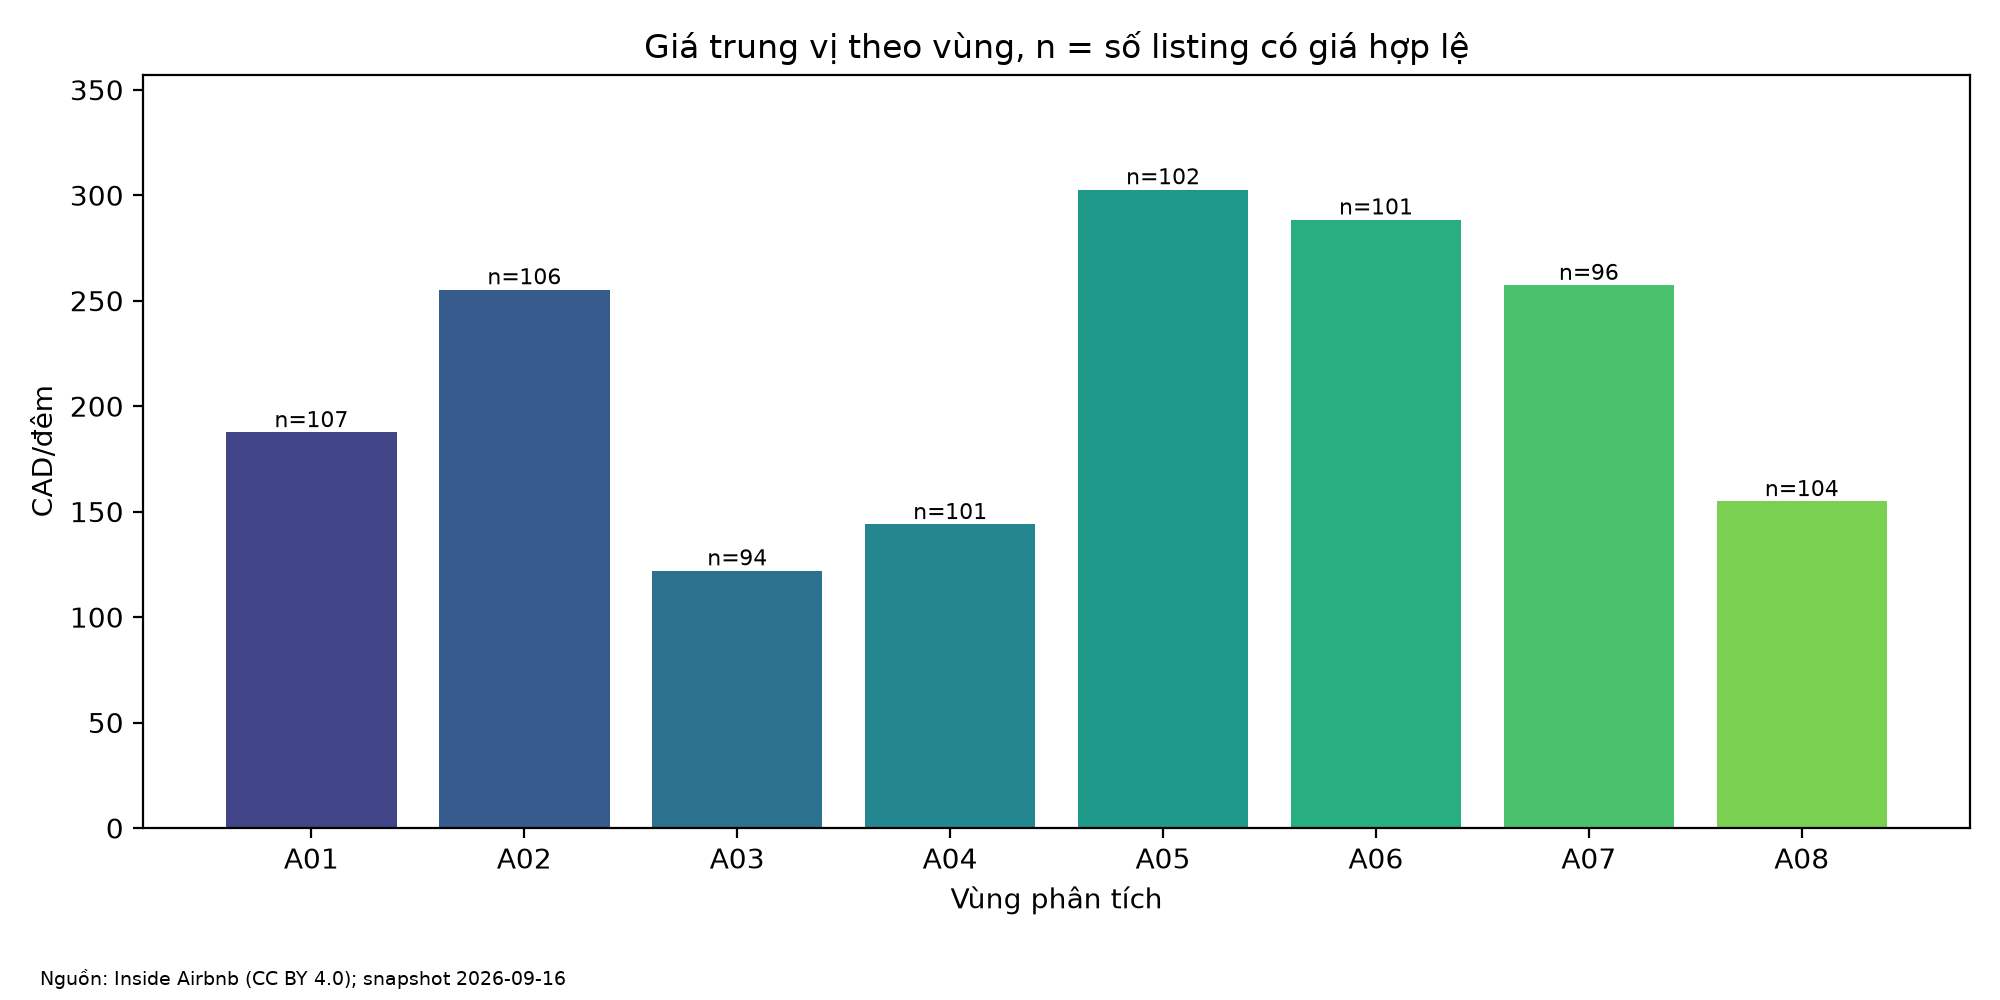 Giá trung vị theo vùng, n = số listing có giá hợp lệ
350
300
250
200
150
100
50
0
CAD/đêm
n=107
n=106
n=94
n=101
n=102
n=101
n=96
n=104
A01 A02 A03 A04 A05 A06 A07 A08
Vùng phân tích
Nguồn: Inside Airbnb (CC BY 4.0); snapshot 2026-09-16